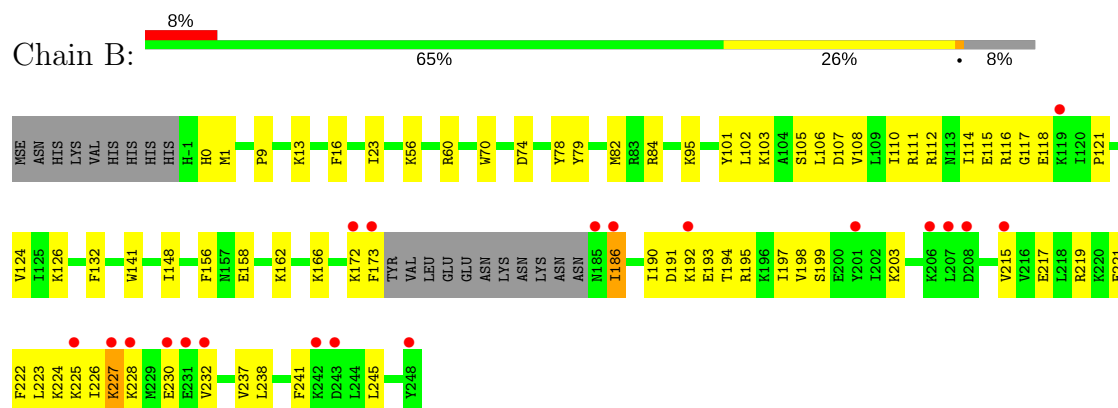 8%
Chain B:
65% 26% • 8%
MSE ASN HIS LYS VAL HIS HIS HIS HIS H-1 H0 M1 P9 K13 F16 I23 K56 R60 W70 D74 Y78 Y79 M82 R83 R84 K95 Y101 L102 K103 A104 S105 L106 D107 V108 L109 I110 R111 R112 N113 I114 E115 R116 G117 E118 K119 I120 P121
V124 I125 K126 F132 W141 I148 F156 N157 E158 K162 K166 K172 F173 TYR VAL LEU GLU GLU ASN LYS ASN LYS ASN ASN N185 I186 I190 D191 K192 E193 T194 R195 K196 I197 V198 S199 E200 Y201 I202 K203 K206 L207 D208 V215 V216 E217 L218 R219 K220
F222 L223 K224 K225 I226 K227 K228 M229 E230 E231 V232 V237 L238 F241 K242 D243 L244 L245 Y248